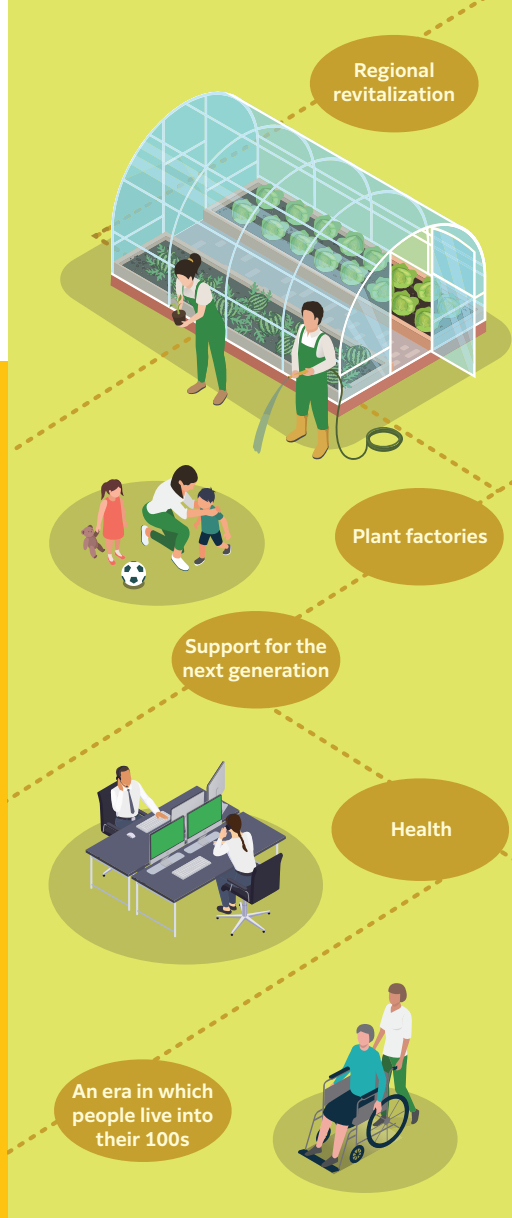 Regional
revitalization
Plant factories
Support for the
next generation
Health
An era in which
people live into
their 100s